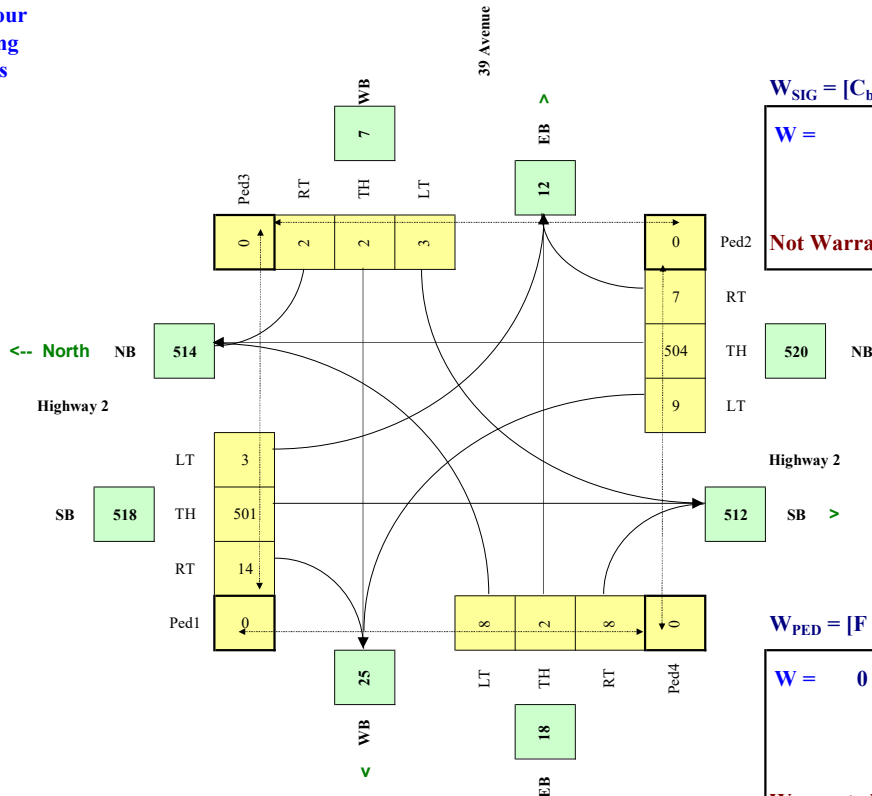 our
ng
s
39 Avenue
WB
7
EB
^
12
W_SIG = [C_b
W =
Not Warra
Ped3
RT
TH
LT
0
2
2
3
0
Ped2
7
RT
<-- North
NB
514
504
TH
520
NB
9
LT
Highway 2
Highway 2
LT
3
SB
518
TH
501
512
SB
>
RT
14
Ped1
0
8
2
8
0
25
LT
TH
RT
Ped4
WB
v
18
EB
W_PED = [F
W =
0